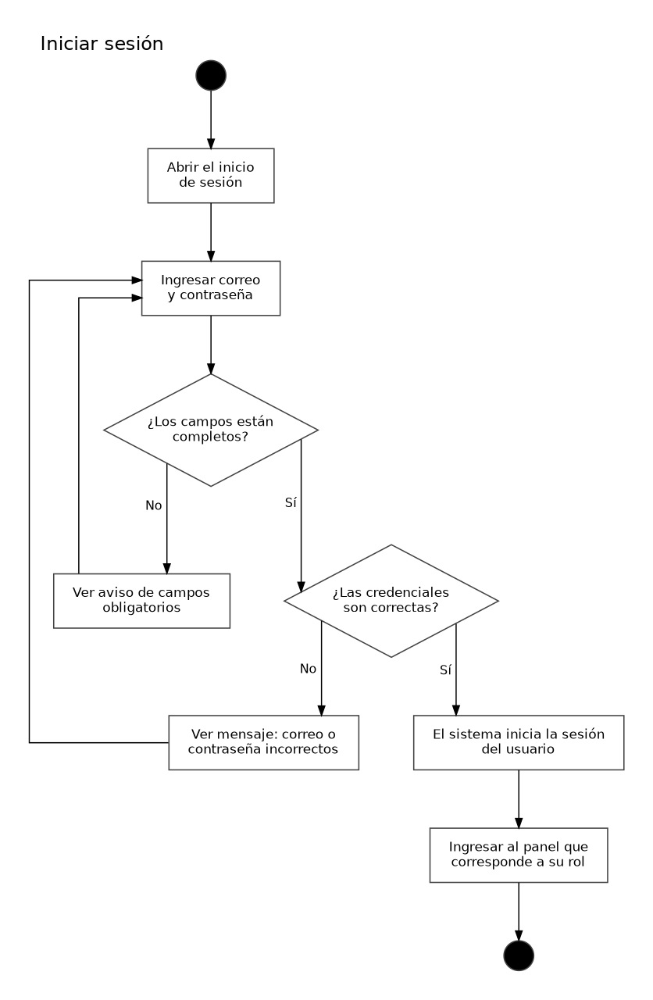 Iniciar sesión
Abrir el inicio
de sesión
Ingresar correo
y contraseña
¿Los campos están
completos?
No
Sí
Ver aviso de campos
obligatorios
¿Las credenciales
son correctas?
No
Sí
Ver mensaje: correo o
contraseña incorrectos
El sistema inicia la sesión
del usuario
Ingresar al panel que
corresponde a su rol